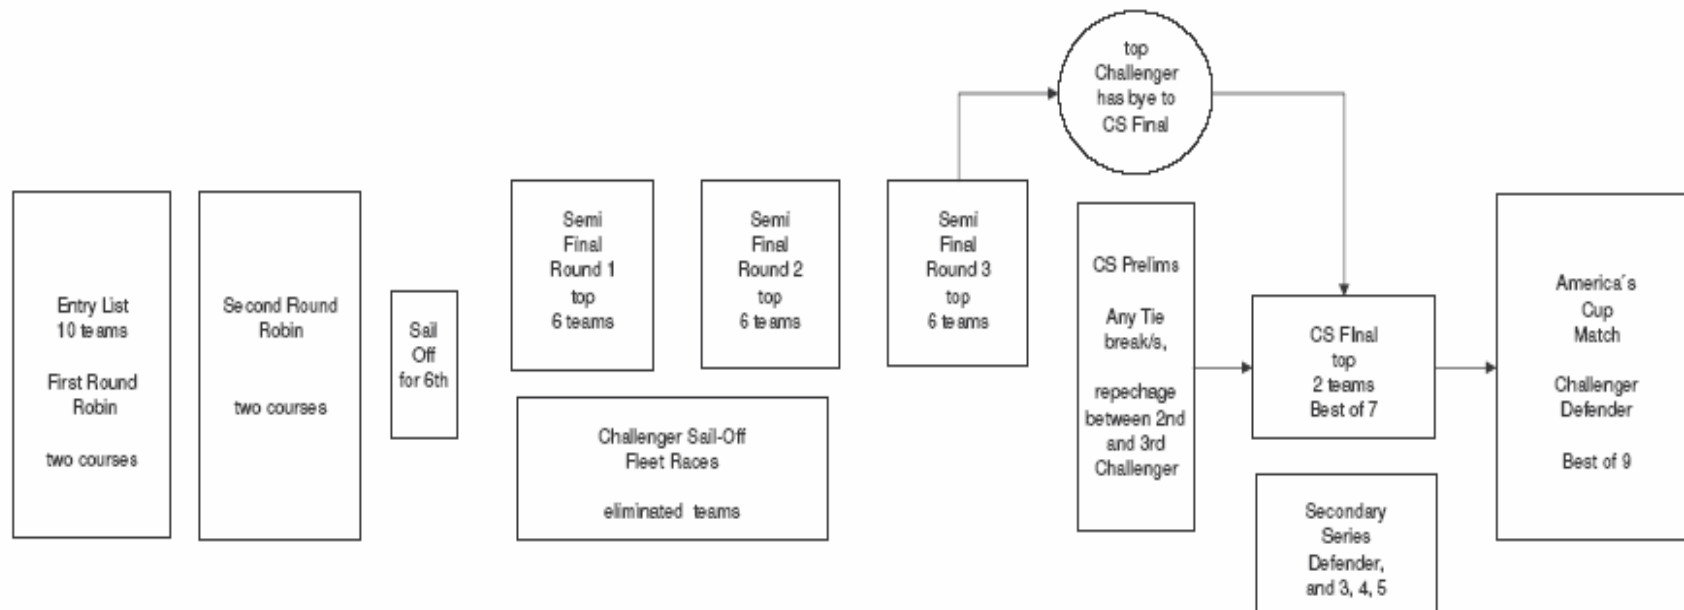 Entry List
10 teams
First Round
Robin
two courses
Second Round
Robin
two courses
Sail
Off
for 6th
Semi
Final
Round 1
top
6 teams
Semi
Final
Round 2
top
6 teams
Semi
Final
Round 3
top
6 teams
Challenger Sail-Off
Fleet Races
eliminated teams
top
Challenger
has bye to
CS Final
CS Prelims
Any Tie
break/s,
repechage
between 2nd
and 3rd
Challenger
CS FInal
top
2 teams
Best of 7
Secondary
Series
Defender,
and 3, 4, 5
America´s
Cup
Match
Challenger
Defender
Best of 9